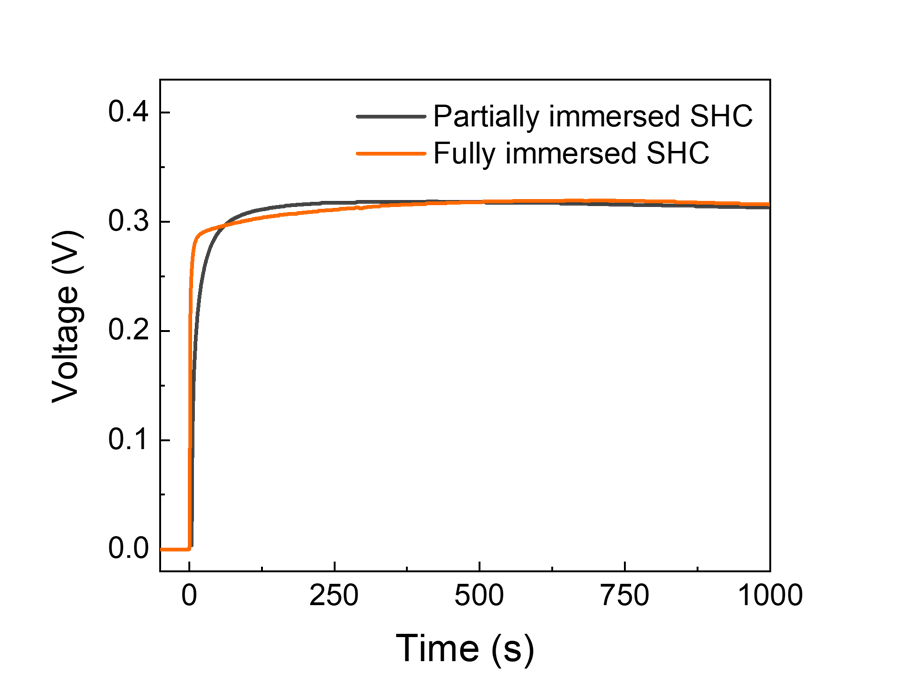 Partially immersed SHC
Fully immersed SHC
0.4
0.3
0.2
0.1
0.0
Voltage (V)
0 250 500 750 1000
Time (s)